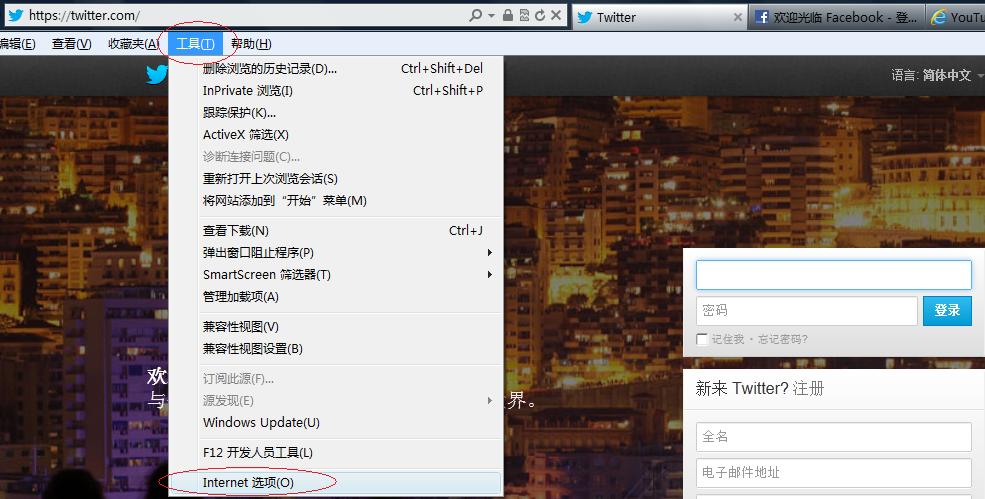 https://twitter.com/
Twitter
欢迎光临 Facebook - 登...
YouTu
编辑(E) 查看(V) 收藏夹(A) 工具(T) 帮助(H)
语言: 简体中文
删除浏览的历史记录(D)... Ctrl+Shift+Del
InPrivate 浏览(I) Ctrl+Shift+P
跟踪保护(K)...
ActiveX 筛选(X)
诊断连接问题(C)...
重新打开上次浏览会话(S)
将网站添加到“开始”菜单(M)
查看下载(N) Ctrl+J
弹出窗口阻止程序(P)
SmartScreen 筛选器(T)
管理加载项(A)
兼容性视图(V)
兼容性视图设置(B)
订阅此源(F)...
源发现(E)
Windows Update(U)
F12 开发人员工具(L)
Internet 选项(O)
欢
与
界。
密码
登录
记住我 · 忘记密码?
新来 Twitter? 注册
全名
电子邮件地址